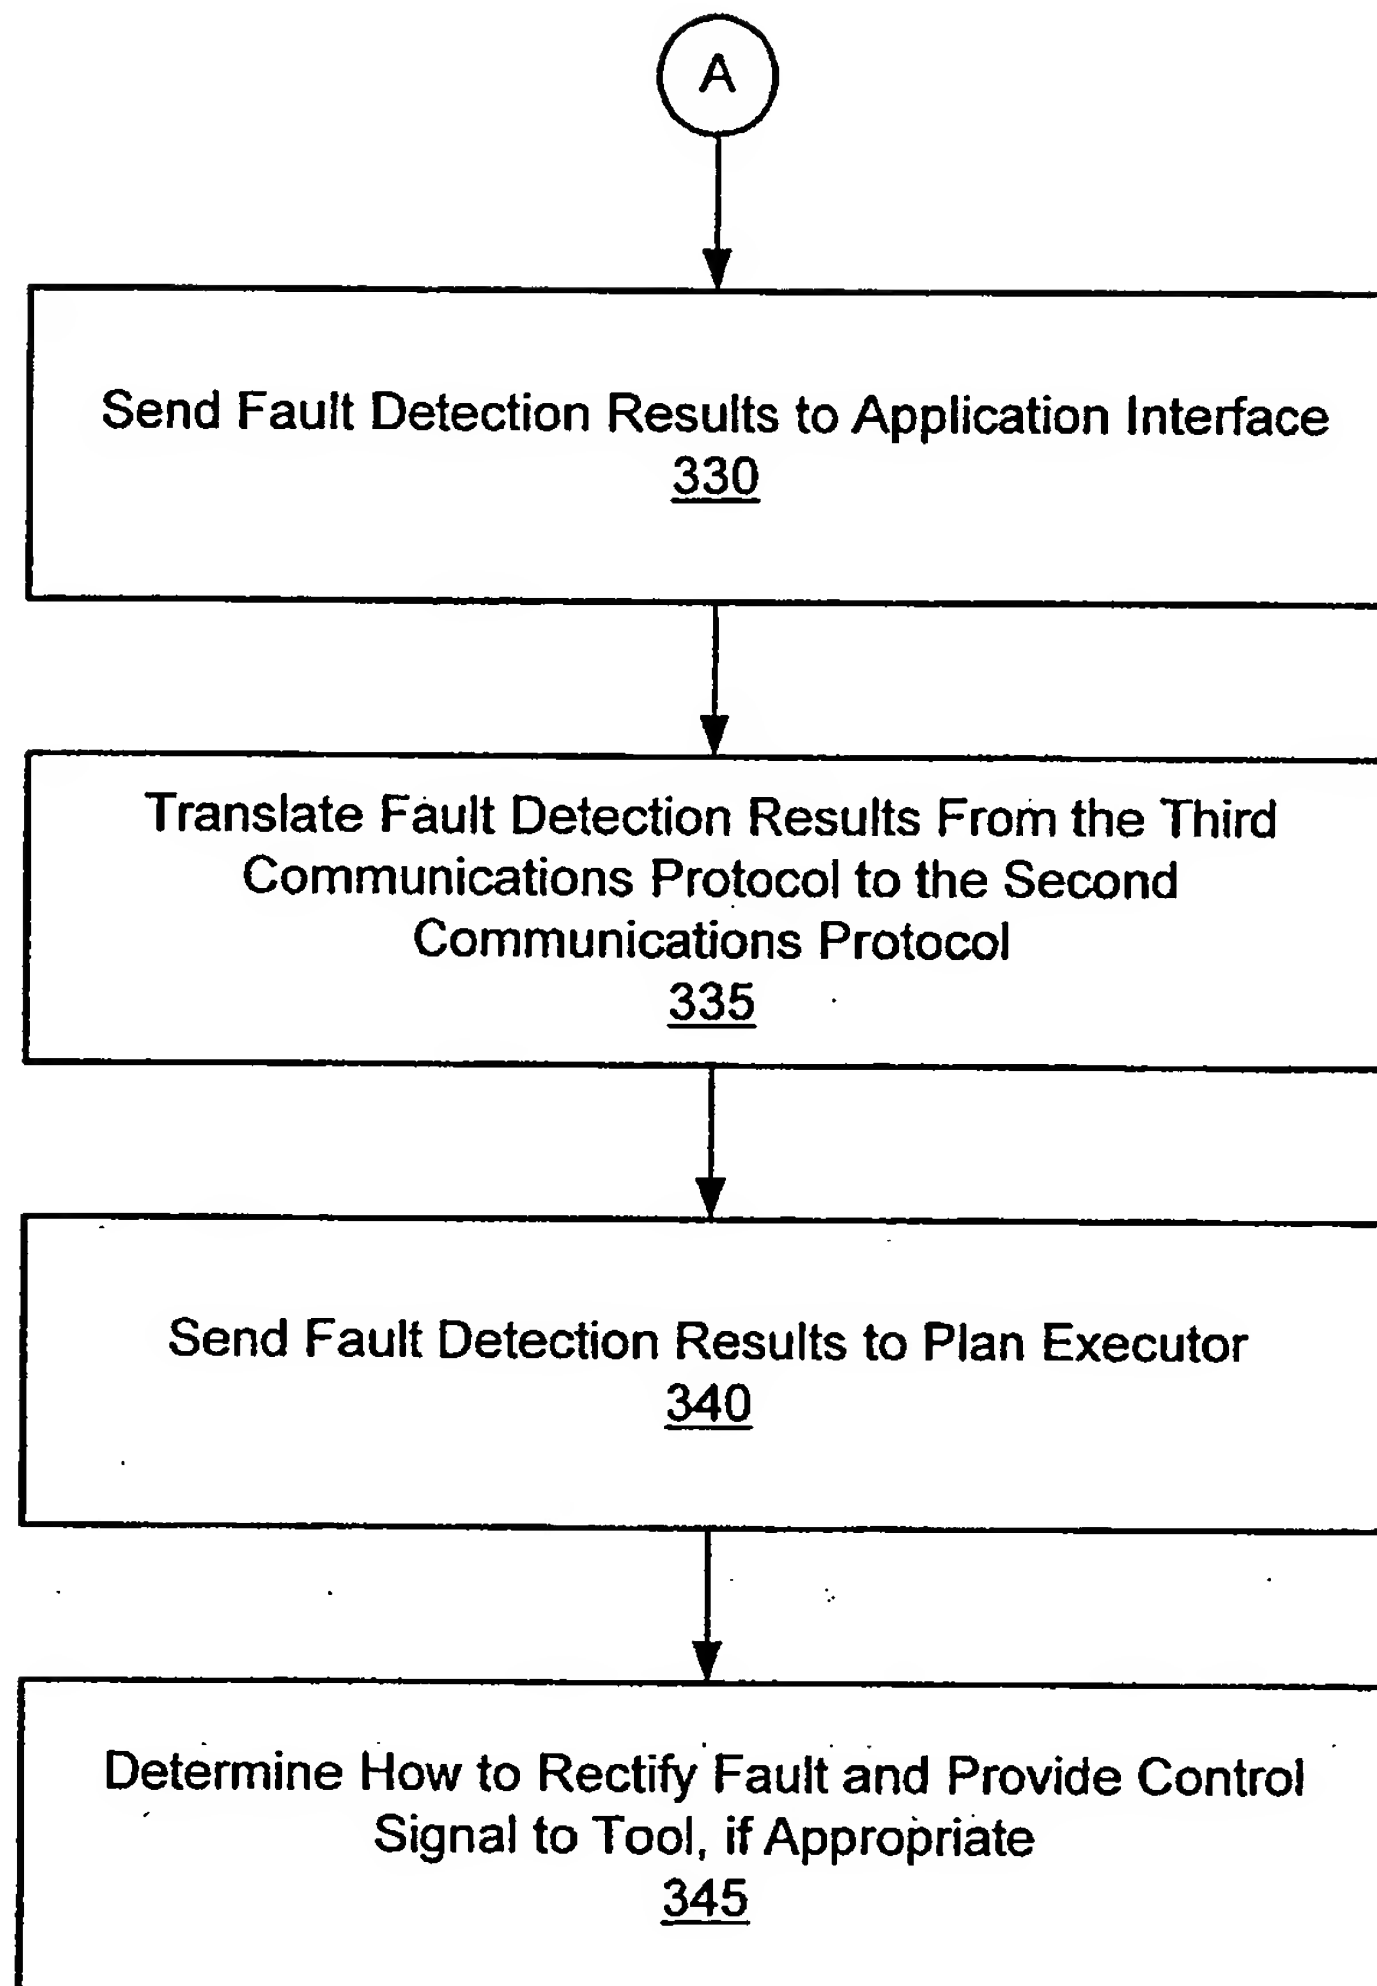 A
Send Fault Detection Results to Application Interface
330
Translate Fault Detection Results From the Third
Communications Protocol to the Second
Communications Protocol
335
Send Fault Detection Results to Plan Executor
340
Determine How to Rectify Fault and Provide Control
Signal to Tool, if Appropriate
345